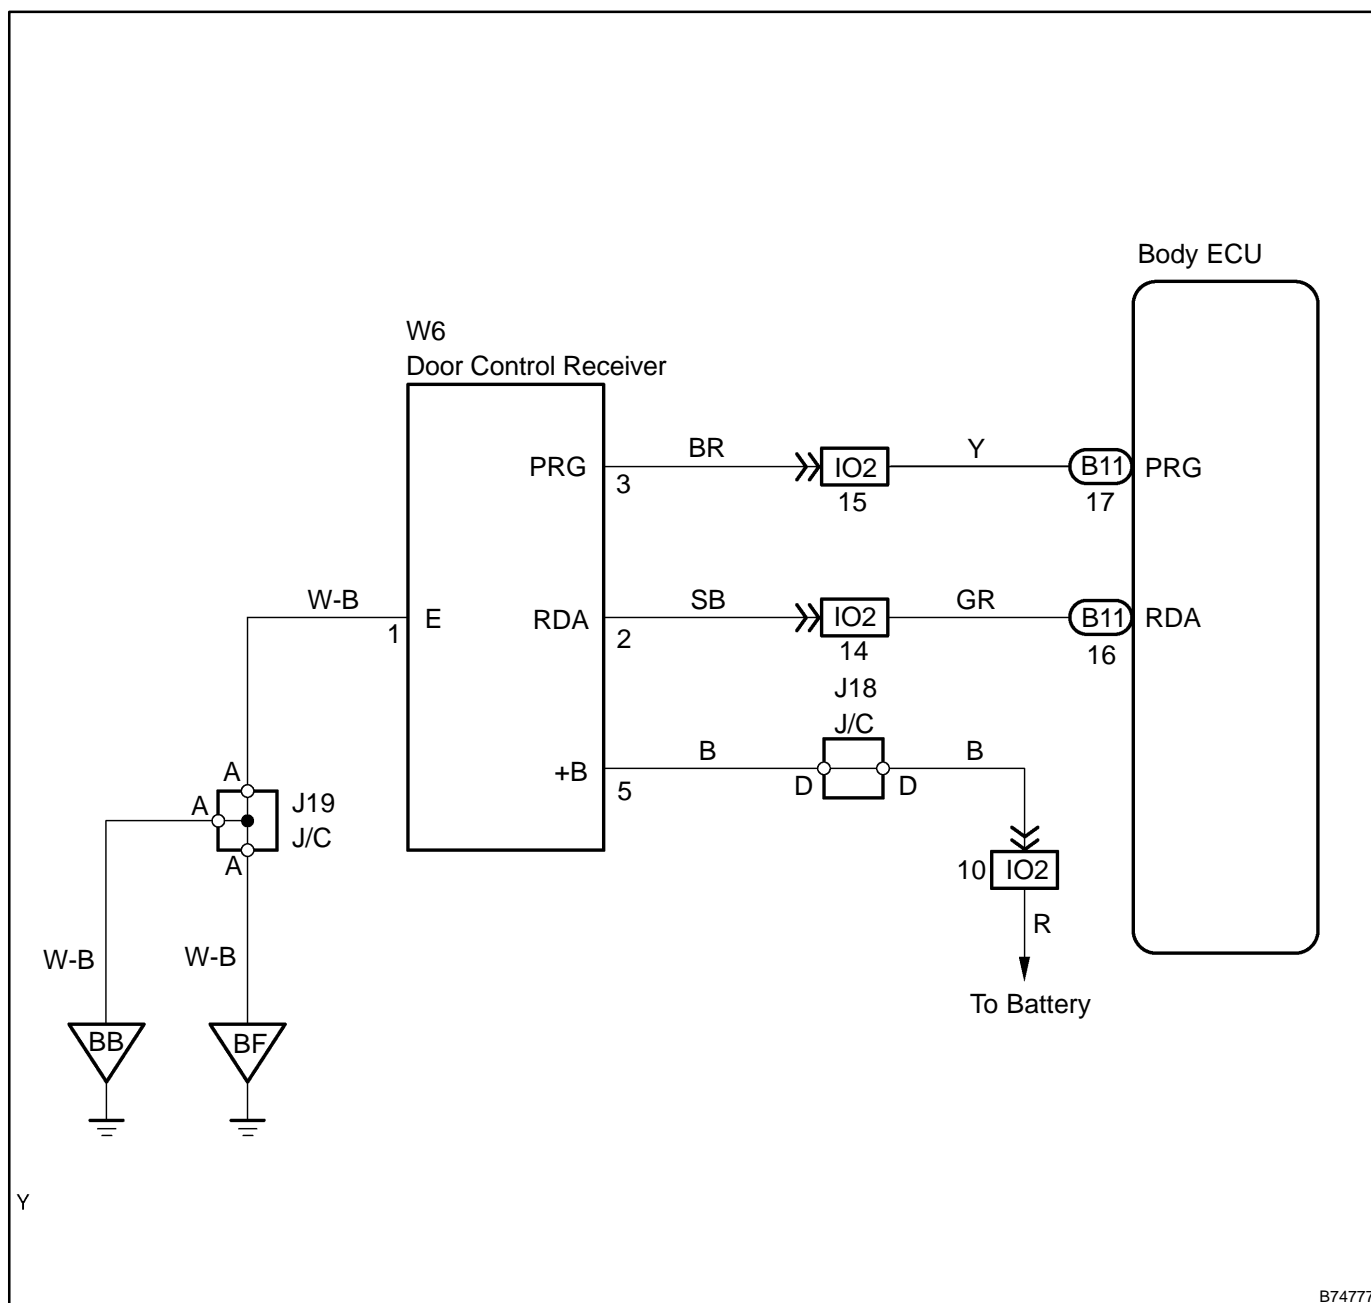 Body ECU
W6
Door Control Receiver
PRG
3
BR
IO2
15
Y
B11
17
PRG
W-B
1
E
RDA
2
SB
IO2
14
GR
B11
16
RDA
J18
J/C
+B
5
B
D
D
B
A
A
A
J19
J/C
10
IO2
R
To Battery
W-B
W-B
BB
BF
Y
B74777